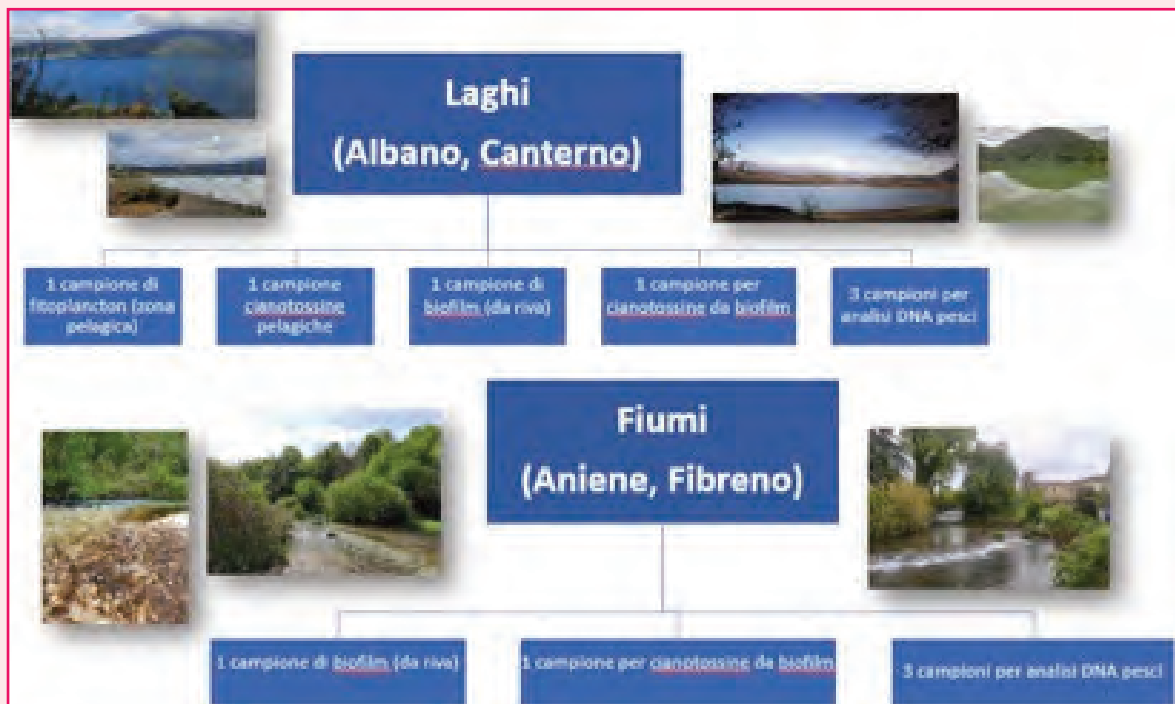 Laghi
(Albano, Canterno)
1 campione di
fitoplancton (zona
pelagica)
1 campione
cianotossine
pelagiche
1 campione di
biofilm (da riva)
1 campione per
cianotossine da biofilm
3 campioni per
analisi DNA pesci
Fiumi
(Aniene, Fibreno)
1 campione di biofilm (da riva)
1 campione per cianotossine da biofilm
3 campioni per analisi DNA pesci